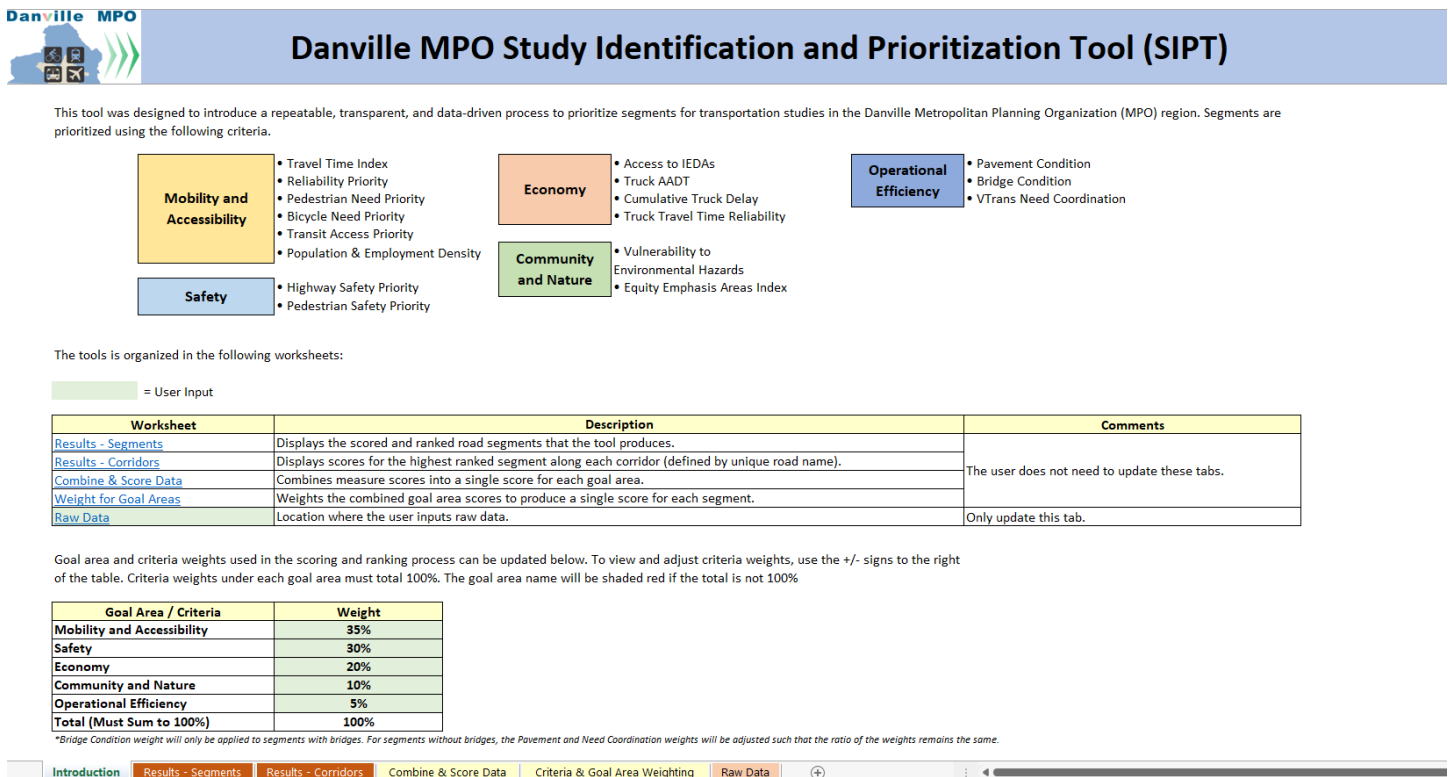 Danville MPO
Danville MPO Study Identification and Prioritization Tool (SIPT)
This tool was designed to introduce a repeatable, transparent, and data-driven process to prioritize segments for transportation studies in the Danville Metropolitan Planning Organization (MPO) region. Segments are
prioritized using the following criteria.
Mobility and
Accessibility
• Travel Time Index
• Reliability Priority
• Pedestrian Need Priority
• Bicycle Need Priority
• Transit Access Priority
• Population & Employment Density
Safety
• Highway Safety Priority
• Pedestrian Safety Priority
Economy
• Access to IEDAs
• Truck AADT
• Cumulative Truck Delay
• Truck Travel Time Reliability
Community
and Nature
• Vulnerability to
Environmental Hazards
• Equity Emphasis Areas Index
Operational
Efficiency
• Pavement Condition
• Bridge Condition
• VTrans Need Coordination
The tools is organized in the following worksheets:
= User Input
Worksheet Description Comments
Results - Segments Displays the scored and ranked road segments that the tool produces.
Results - Corridors Displays scores for the highest ranked segment along each corridor (defined by unique road name).
The user does not need to update these tabs.
Combine & Score Data Combines measure scores into a single score for each goal area.
Weight for Goal Areas Weights the combined goal area scores to produce a single score for each segment.
Raw Data Location where the user inputs raw data. Only update this tab.
Goal area and criteria weights used in the scoring and ranking process can be updated below. To view and adjust criteria weights, use the +/- signs to the right
of the table. Criteria weights under each goal area must total 100%. The goal area name will be shaded red if the total is not 100%
Goal Area / Criteria Weight
Mobility and Accessibility 35%
Safety 30%
Economy 20%
Community and Nature 10%
Operational Efficiency 5%
Total (Must Sum to 100%) 100%
*Bridge Condition weight will only be applied to segments with bridges. For segments without bridges, the Pavement and Need Coordination weights will be adjusted such that the ratio of the weights remains the same.
Introduction Results - Segments Results - Corridors Combine & Score Data Criteria & Goal Area Weighting Raw Data